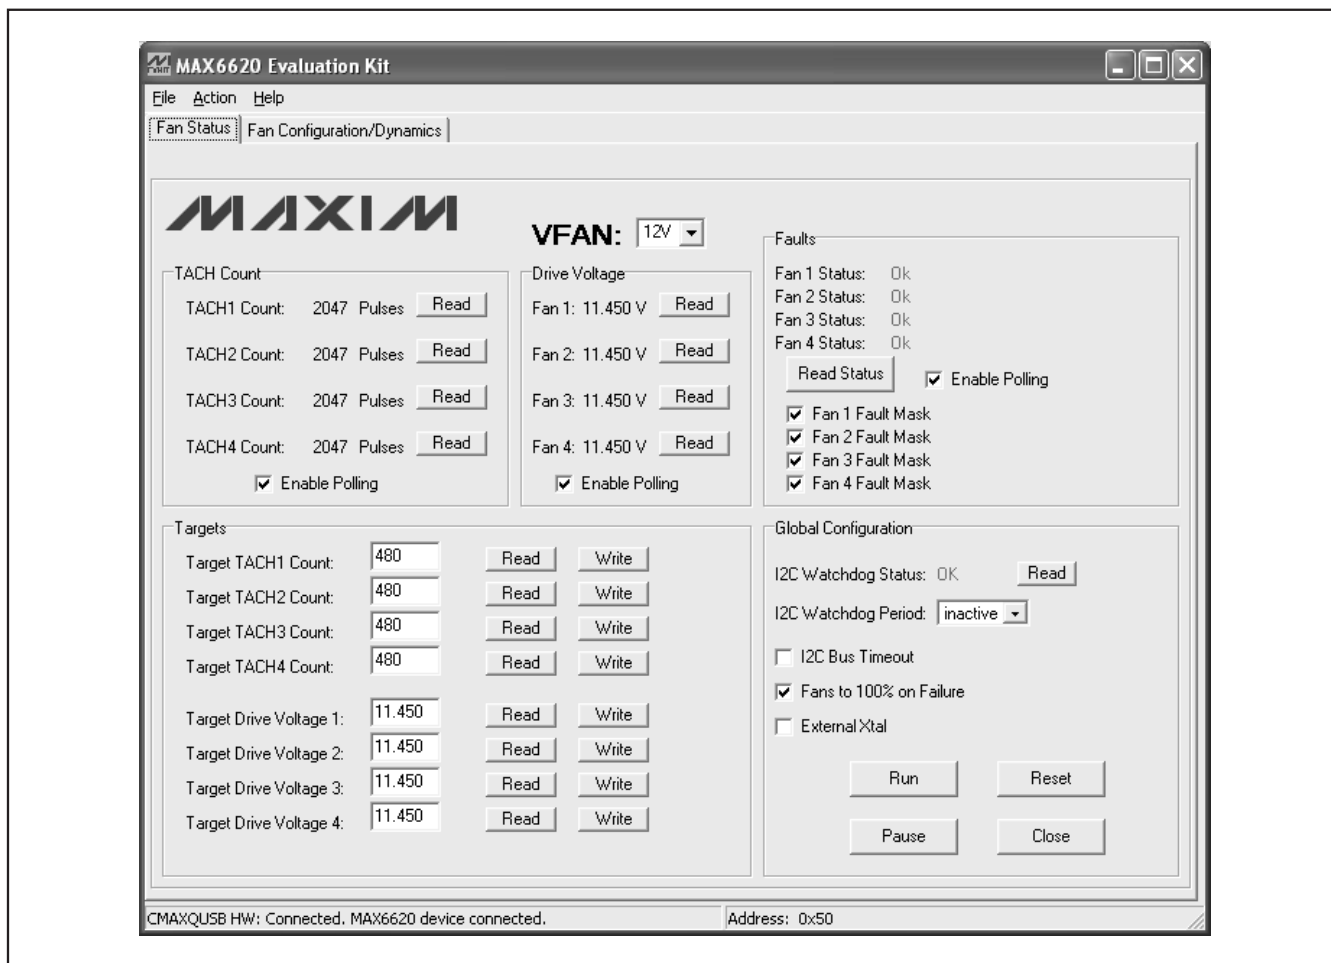 MAX6620 Evaluation Kit
File Action Help
Fan Status Fan Configuration/Dynamics
MAXIM
VFAN: 12V
TACH Count
TACH1 Count: 2047 Pulses Read
TACH2 Count: 2047 Pulses Read
TACH3 Count: 2047 Pulses Read
TACH4 Count: 2047 Pulses Read
Enable Polling
Drive Voltage
Fan 1: 11.450 V Read
Fan 2: 11.450 V Read
Fan 3: 11.450 V Read
Fan 4: 11.450 V Read
Enable Polling
Faults
Fan 1 Status: Ok
Fan 2 Status: Ok
Fan 3 Status: Ok
Fan 4 Status: Ok
Read Status Enable Polling
Fan 1 Fault Mask
Fan 2 Fault Mask
Fan 3 Fault Mask
Fan 4 Fault Mask
Targets
Target TACH1 Count: 480 Read Write
Target TACH2 Count: 480 Read Write
Target TACH3 Count: 480 Read Write
Target TACH4 Count: 480 Read Write
Target Drive Voltage 1: 11.450 Read Write
Target Drive Voltage 2: 11.450 Read Write
Target Drive Voltage 3: 11.450 Read Write
Target Drive Voltage 4: 11.450 Read Write
Global Configuration
I2C Watchdog Status: OK Read
I2C Watchdog Period: inactive
I2C Bus Timeout
Fans to 100% on Failure
External Xtal
Run Reset
Pause Close
CMAXQUSB HW: Connected. MAX6620 device connected. Address: 0x50